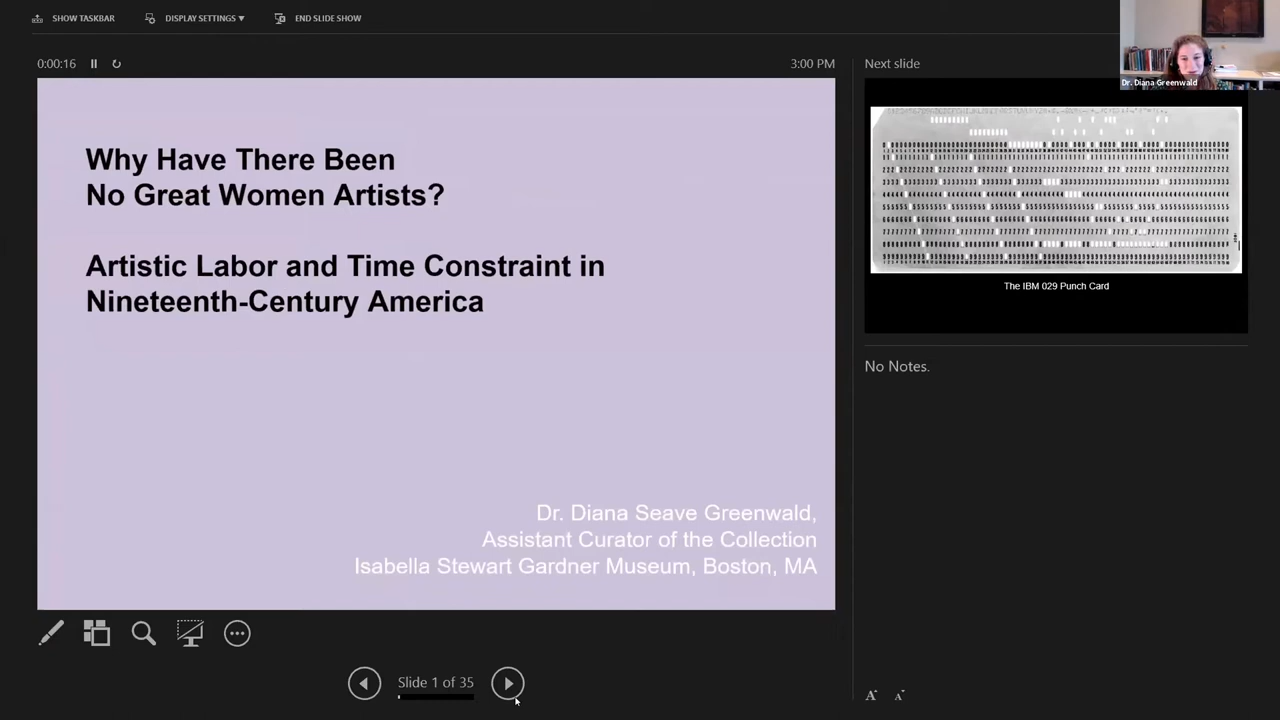 SHOW TASKBAR
DISPLAY SETTINGS ▼
END SLIDE SHOW
0:00:16
3:00 PM
Why Have There Been
No Great Women Artists?
Artistic Labor and Time Constraint in
Nineteenth-Century America
Dr. Diana Seave Greenwald,
Assistant Curator of the Collection
Isabella Stewart Gardner Museum, Boston, MA
Slide 1 of 35
Next slide
Dr. Diana Greenwald
The IBM 029 Punch Card
No Notes.
A
A